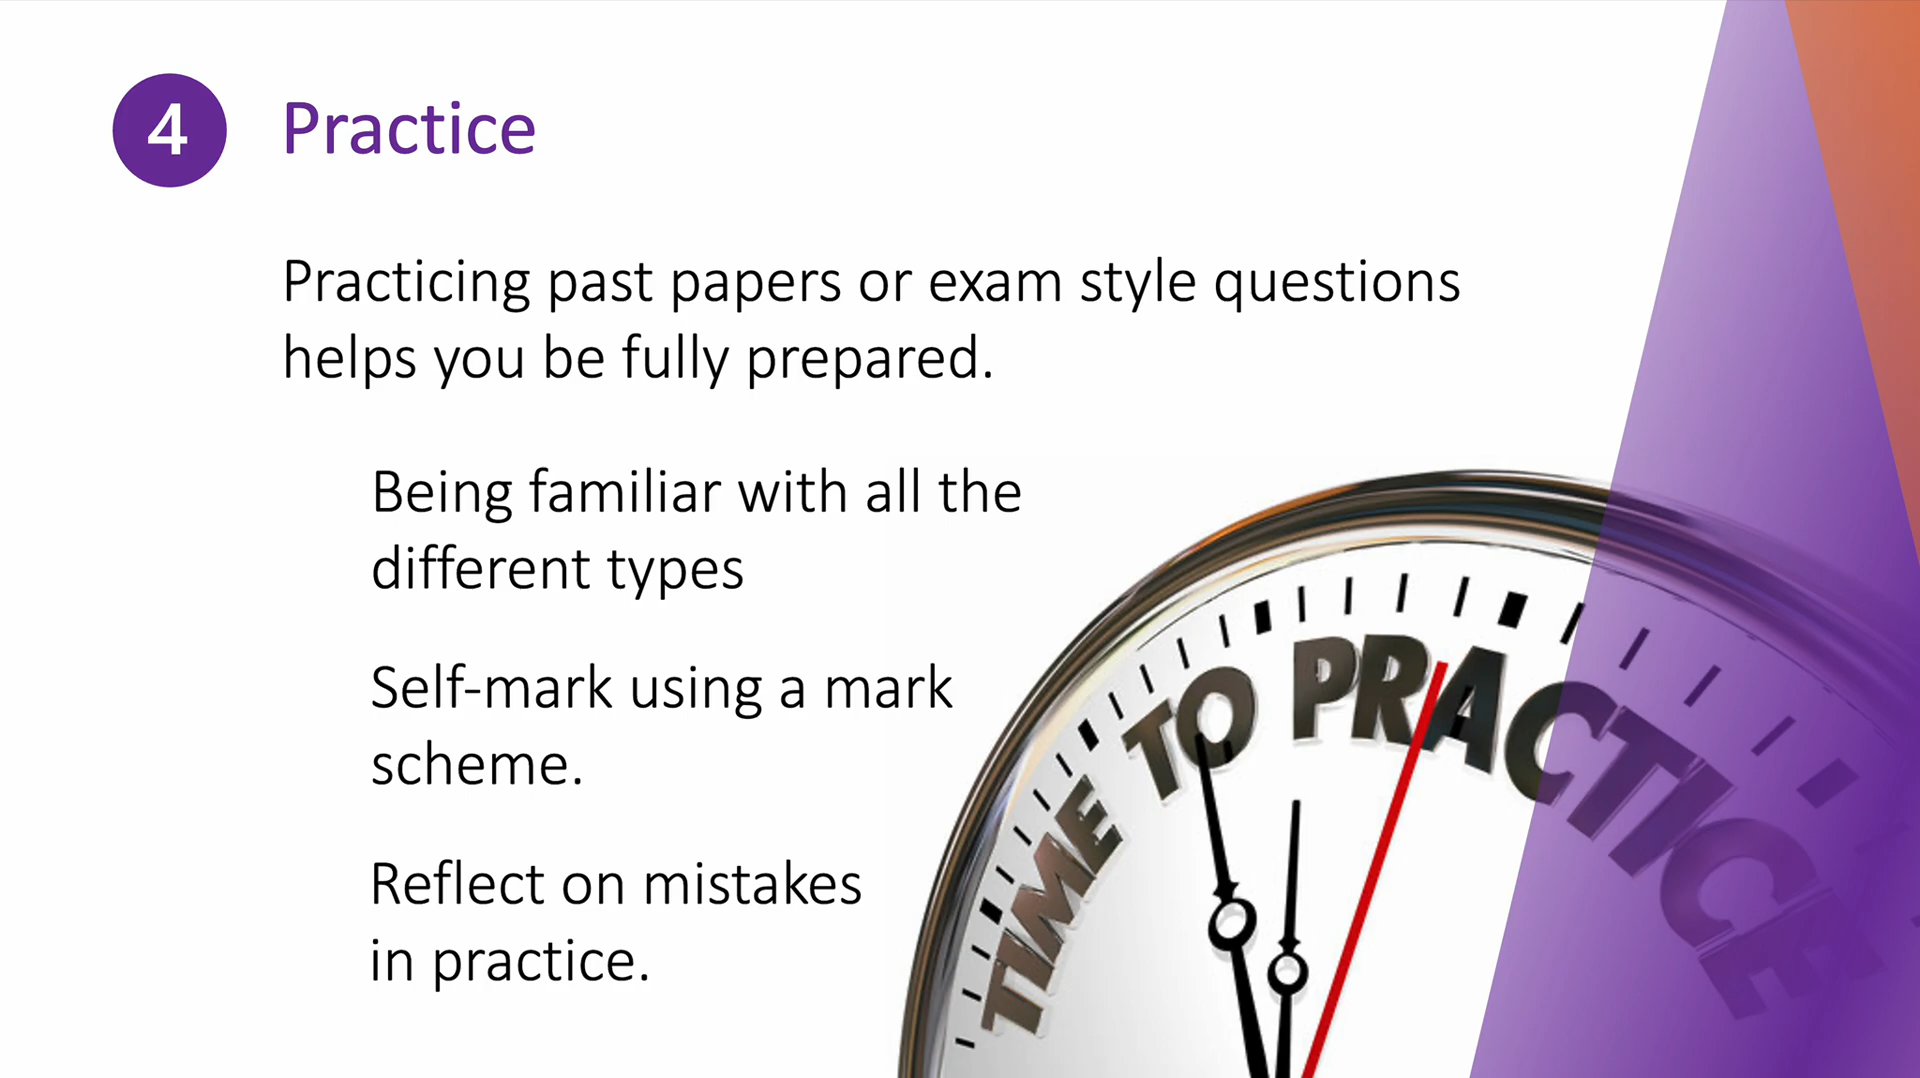 4 Practice
Practicing past papers or exam style questions
helps you be fully prepared.
Being familiar with all the
different types
Self-mark using a mark
scheme.
Reflect on mistakes
in practice.
TIME TO PRACTICE